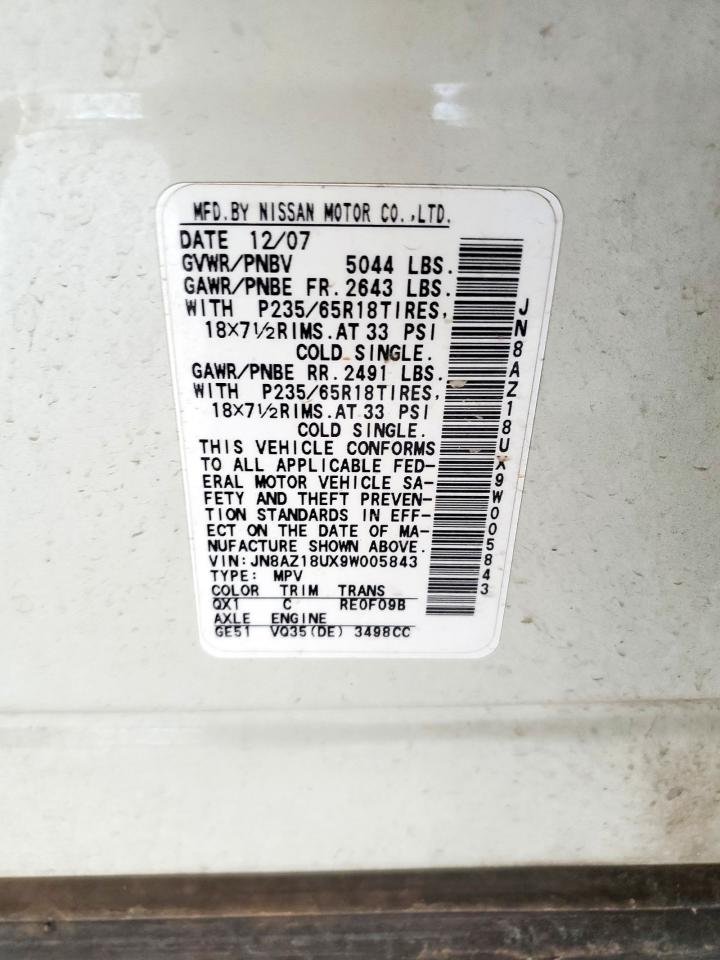 MFD.BY NISSAN MOTOR CO.,LTD.
DATE 12/07
GVWR/PNBV 5044 LBS.
GAWR/PNBE FR.2643 LBS.
WITH P235/65R18TIRES,
18×7½RIMS.AT 33 PSI
COLD SINGLE.
GAWR/PNBE RR.2491 LBS.
WITH P235/65R18TIRES,
18×7½RIMS.AT 33 PSI
COLD SINGLE.
THIS VEHICLE CONFORMS
TO ALL APPLICABLE FED-
ERAL MOTOR VEHICLE SA-
FETY AND THEFT PREVEN-
TION STANDARDS IN EFF-
ECT ON THE DATE OF MA-
NUFACTURE SHOWN ABOVE.
VIN:JN8AZ18UX9W005843
TYPE: MPV
COLOR TRIM TRANS
QX1 C RE0F09B
AXLE ENGINE
GE51 VQ35(DE) 3498CC
JN8AZ18UX9W005843